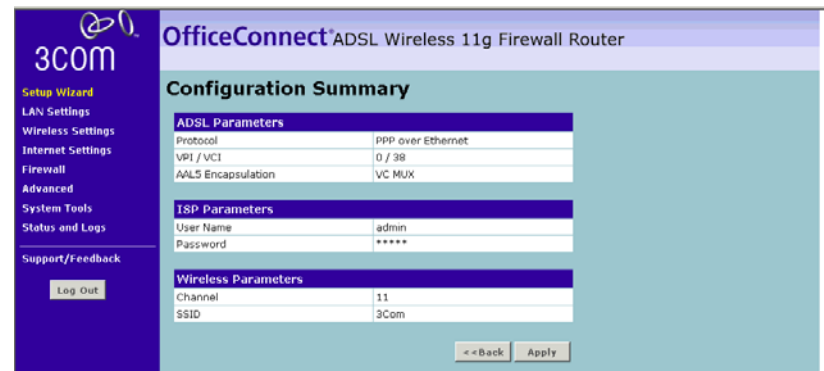 3COM
OfficeConnect® ADSL Wireless 11g Firewall Router
Setup Wizard
LAN Settings
Wireless Settings
Internet Settings
Firewall
Advanced
System Tools
Status and Logs
Support/Feedback
Log Out
Configuration Summary
ADSL Parameters
Protocol PPP over Ethernet
VPI / VCI 0 / 38
AAL5 Encapsulation VC MUX
ISP Parameters
User Name admin
Password *****
Wireless Parameters
Channel 11
SSID 3Com
<<Back Apply